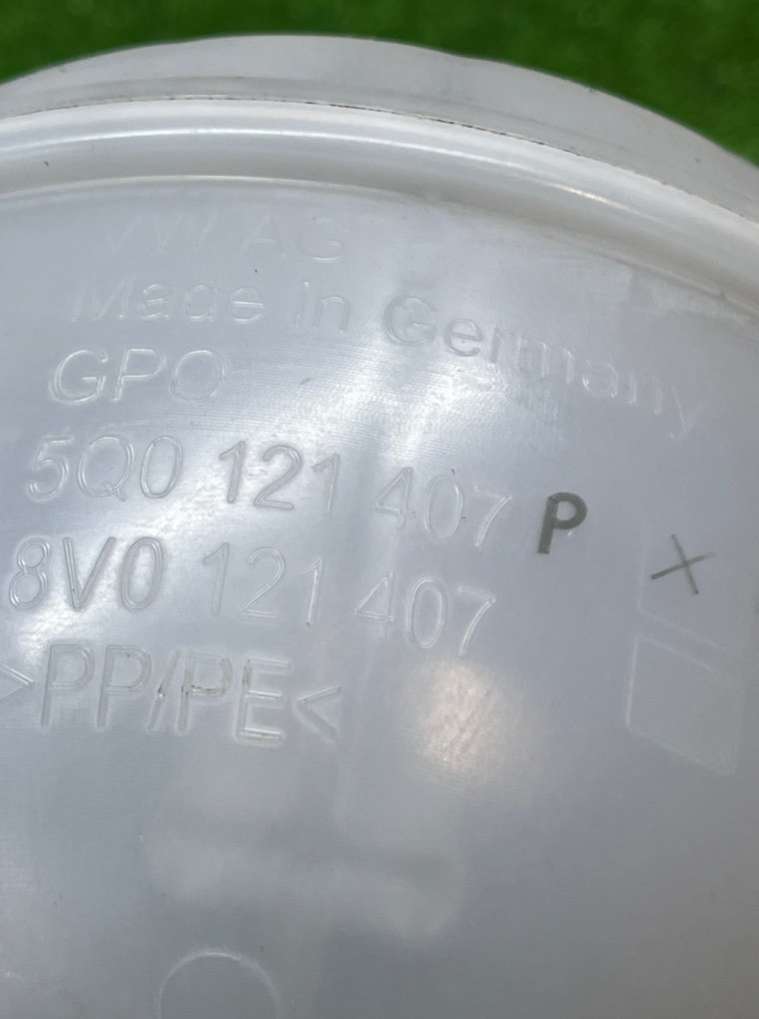 VW AG
Made in Germany
GPO
5Q0 121 407 P X
8V0 121 407
>PP/PE<